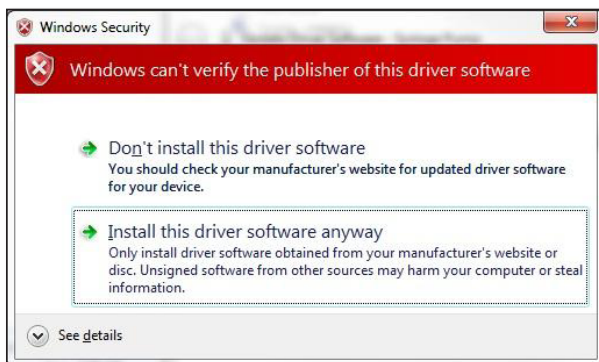 Windows Security
Windows can't verify the publisher of this driver software
Don't install this driver software
You should check your manufacturer's website for updated driver software
for your device.
Install this driver software anyway
Only install driver software obtained from your manufacturer's website or
disc. Unsigned software from other sources may harm your computer or steal
information.
See details